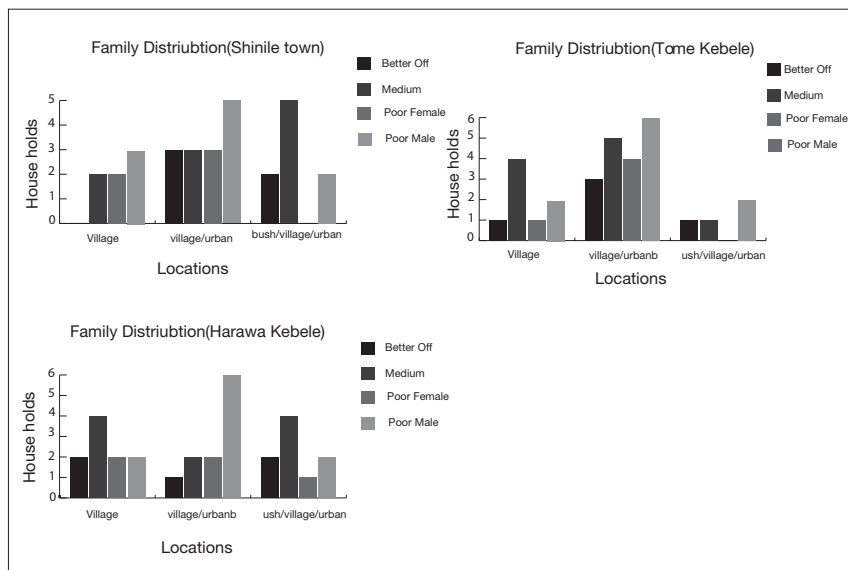 Family Distriubtion(Shinile town)
Better Off
Medium
Poor Female
Poor Male
House holds
5
4
3
2
1
0
Village
village/urban
bush/village/urban
Locations
Family Distriubtion(Tome Kebele)
Better Off
Medium
Poor Female
Poor Male
House holds
6
5
4
3
2
1
0
Village
village/urbanb
ush/village/urban
Locations
Family Distriubtion(Harawa Kebele)
Better Off
Medium
Poor Female
Poor Male
House holds
6
5
4
3
2
1
0
Village
village/urbanb
ush/village/urban
Locations